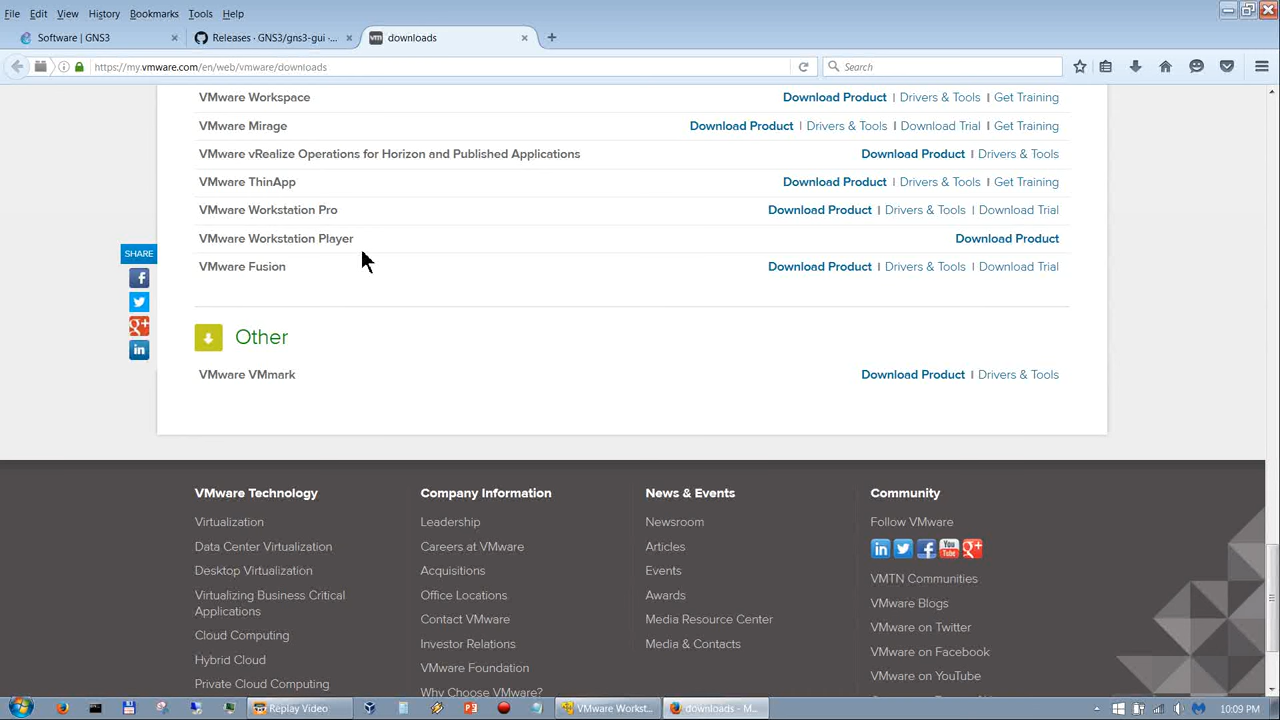 File Edit View History Bookmarks Tools Help
Software | GNS3
Releases · GNS3/gns3-gui -...
vm downloads
https://my.vmware.com/en/web/vmware/downloads
Search
VMware Workspace Download Product | Drivers & Tools | Get Training
VMware Mirage Download Product | Drivers & Tools | Download Trial | Get Training
VMware vRealize Operations for Horizon and Published Applications Download Product | Drivers & Tools
VMware ThinApp Download Product | Drivers & Tools | Get Training
VMware Workstation Pro Download Product | Drivers & Tools | Download Trial
VMware Workstation Player Download Product
SHARE
VMware Fusion Download Product | Drivers & Tools | Download Trial
Other
VMware VMmark Download Product | Drivers & Tools
VMware Technology
Virtualization
Data Center Virtualization
Desktop Virtualization
Virtualizing Business Critical
Applications
Cloud Computing
Hybrid Cloud
Private Cloud Computing
Company Information
Leadership
Careers at VMware
Acquisitions
Office Locations
Contact VMware
Investor Relations
VMware Foundation
Why Choose VMware?
News & Events
Newsroom
Articles
Events
Awards
Media Resource Center
Media & Contacts
Community
Follow VMware
VMTN Communities
VMware Blogs
VMware on Twitter
VMware on Facebook
VMware on YouTube
Replay Video
VMware Workst...
downloads - M...
10:09 PM